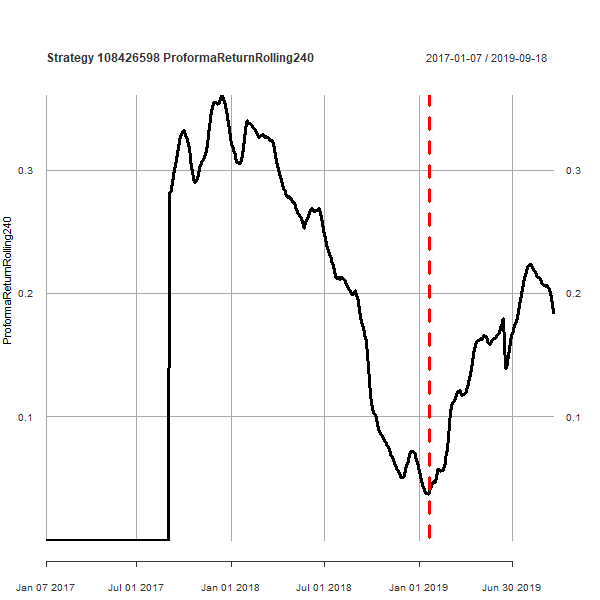 Strategy 108426598 ProformaReturnRolling240
2017-01-07 / 2019-09-18
ProformaReturnRolling240
0.3
0.3
0.2
0.2
0.1
0.1
Jan 07 2017
Jul 01 2017
Jan 01 2018
Jul 01 2018
Jan 01 2019
Jun 30 2019